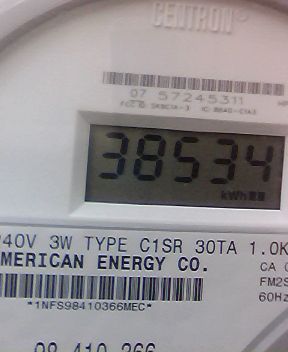 CENTRON®
07 57245311
38534
kWh
240V 3W TYPE C1SR 30TA 1.0K
AMERICAN ENERGY CO.
CA
FM2S
60Hz
*1NFS98410366MEC*
98 410 366